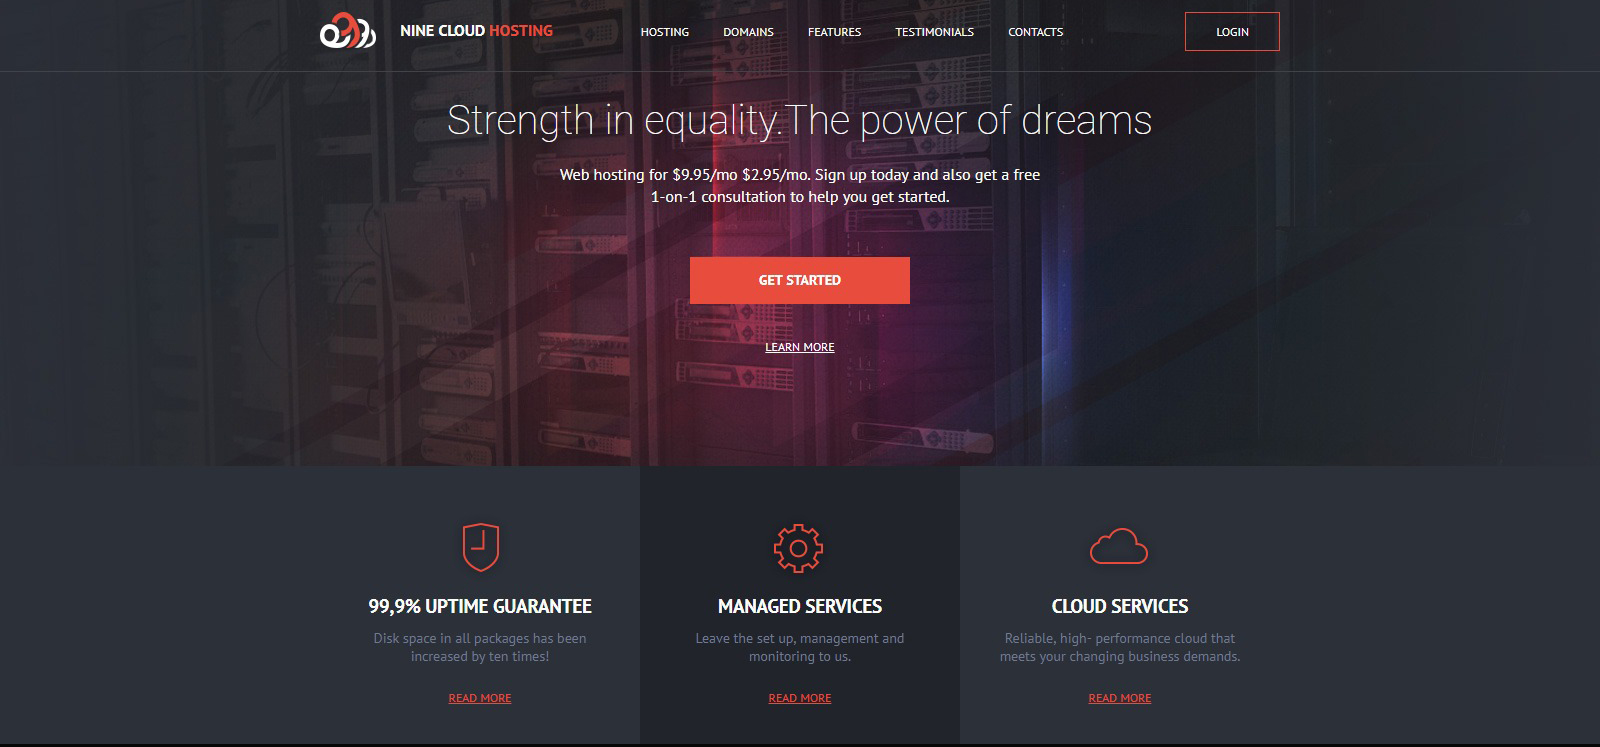 NINE CLOUD HOSTING
HOSTING DOMAINS FEATURES TESTIMONIALS CONTACTS LOGIN
Strength in equality.The power of dreams
Web hosting for $9.95/mo $2.95/mo. Sign up today and also get a free
1-on-1 consultation to help you get started.
GET STARTED
LEARN MORE
99,9% UPTIME GUARANTEE
Disk space in all packages has been
increased by ten times!
READ MORE
MANAGED SERVICES
Leave the set up, management and
monitoring to us.
READ MORE
CLOUD SERVICES
Reliable, high- performance cloud that
meets your changing business demands.
READ MORE